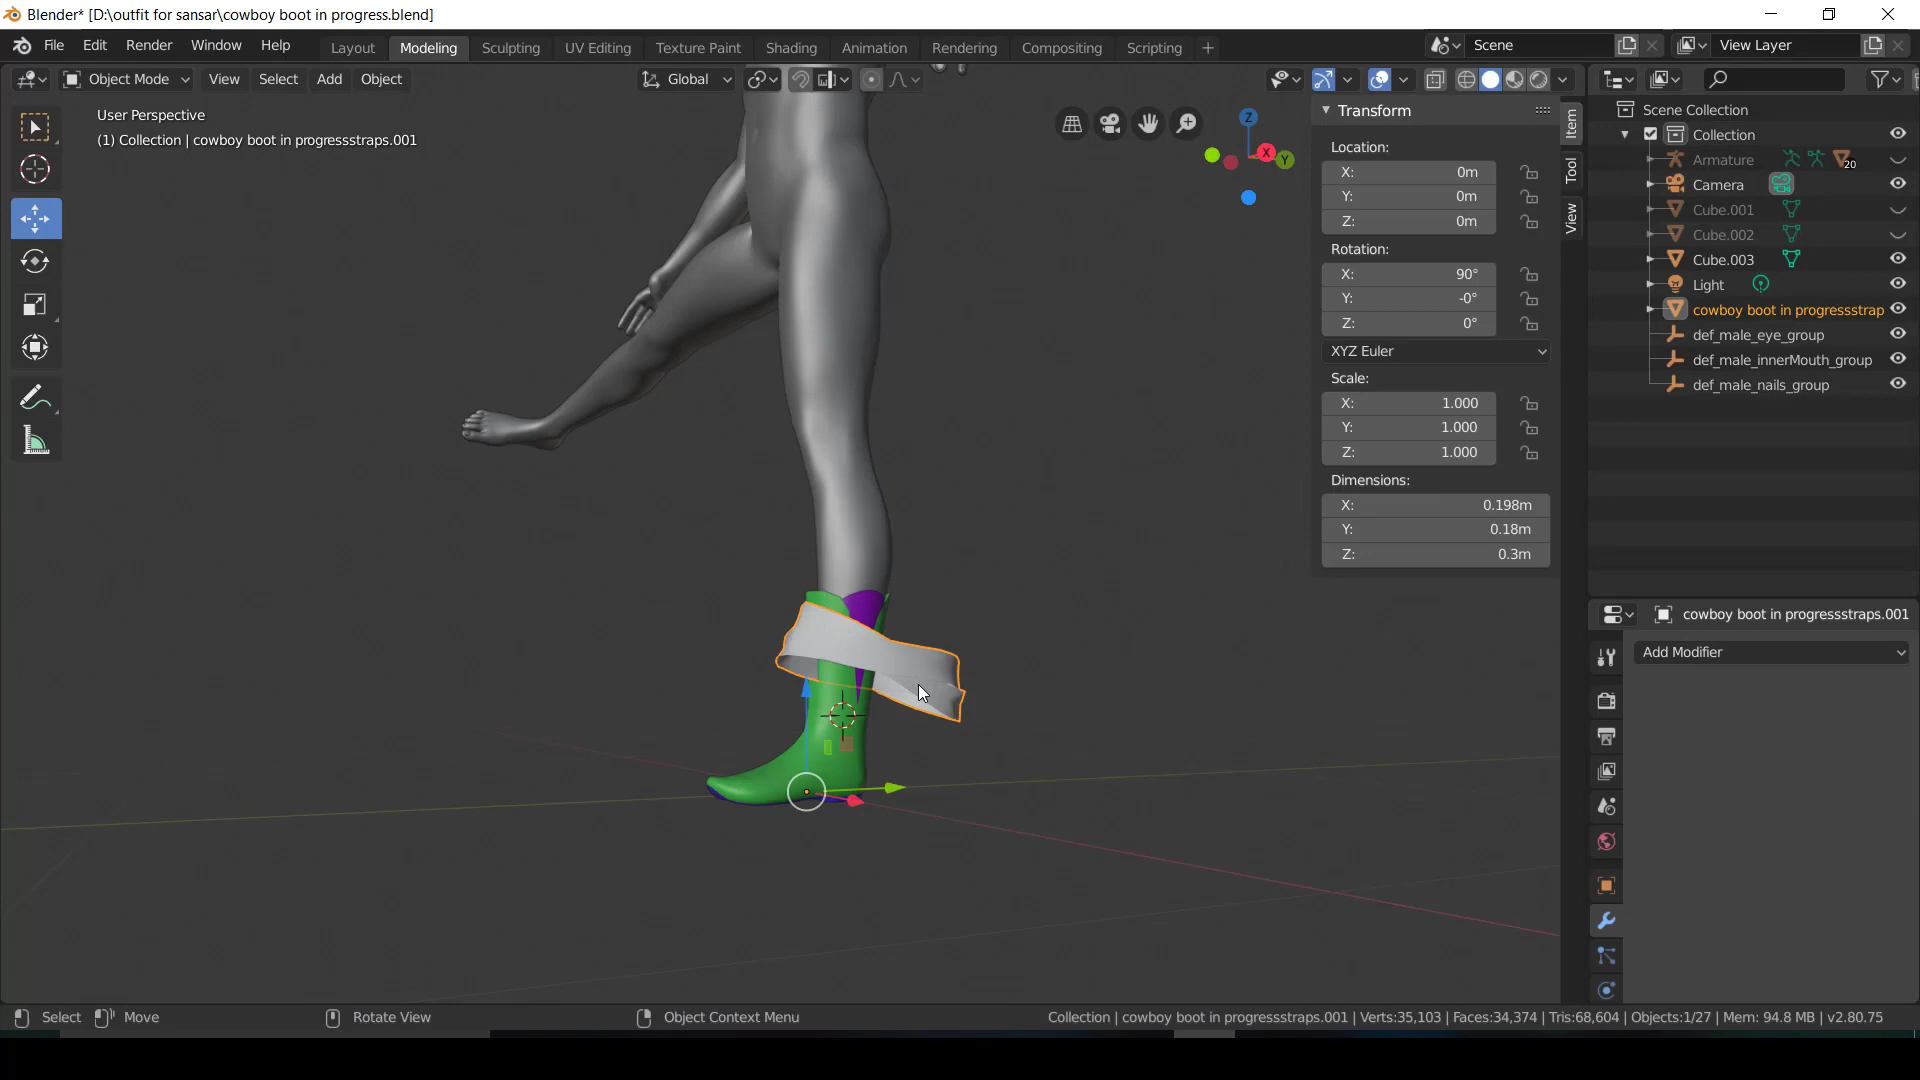 Blender* [D:\outfit for sansar\cowboy boot in progress.blend]
File Edit Render Window Help Layout Modeling Sculpting UV Editing Texture Paint Shading Animation Rendering Compositing Scripting + Scene View Layer
Object Mode View Select Add Object Global
User Perspective
(1) Collection | cowboy boot in progressstraps.001
Z
X
Y
Transform
Location:
X: 0m
Y: 0m
Z: 0m
Rotation:
X: 90°
Y: -0°
Z: 0°
XYZ Euler
Scale:
X: 1.000
Y: 1.000
Z: 1.000
Dimensions:
X: 0.198m
Y: 0.18m
Z: 0.3m
Item
Tool
View
Scene Collection
Collection
Armature 20
Camera
Cube.001
Cube.002
Cube.003
Light
cowboy boot in progressstrap
def_male_eye_group
def_male_innerMouth_group
def_male_nails_group
cowboy boot in progressstraps.001
Add Modifier
Select Move Rotate View Object Context Menu Collection | cowboy boot in progressstraps.001 | Verts:35,103 | Faces:34,374 | Tris:68,604 | Objects:1/27 | Mem: 94.8 MB | v2.80.75